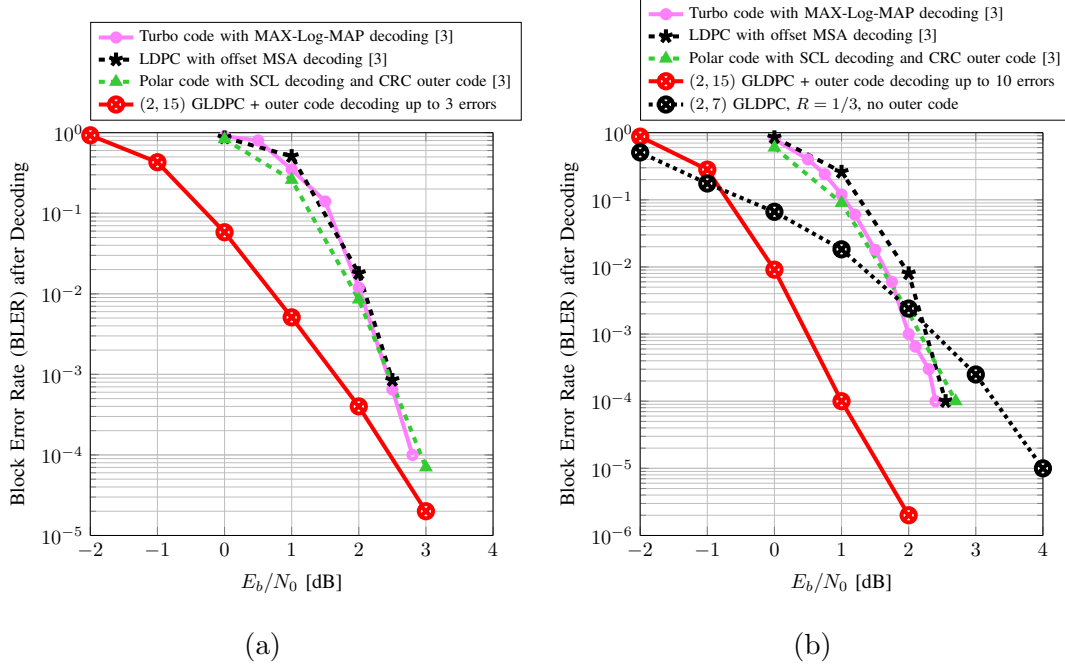 Turbo code with MAX-Log-MAP decoding [3]
LDPC with offset MSA decoding [3]
Polar code with SCL decoding and CRC outer code [3]
(2, 15) GLDPC + outer code decoding up to 3 errors
10^0
10^−1
10^−2
10^−3
10^−4
10^−5
−2 −1 0 1 2 3 4
Block Error Rate (BLER) after Decoding
E_b/N_0 [dB]
(a)
Turbo code with MAX-Log-MAP decoding [3]
LDPC with offset MSA decoding [3]
Polar code with SCL decoding and CRC outer code [3]
(2, 15) GLDPC + outer code decoding up to 10 errors
(2, 7) GLDPC, R = 1/3, no outer code
10^0
10^−1
10^−2
10^−3
10^−4
10^−5
10^−6
−2 −1 0 1 2 3 4
Block Error Rate (BLER) after Decoding
E_b/N_0 [dB]
(b)